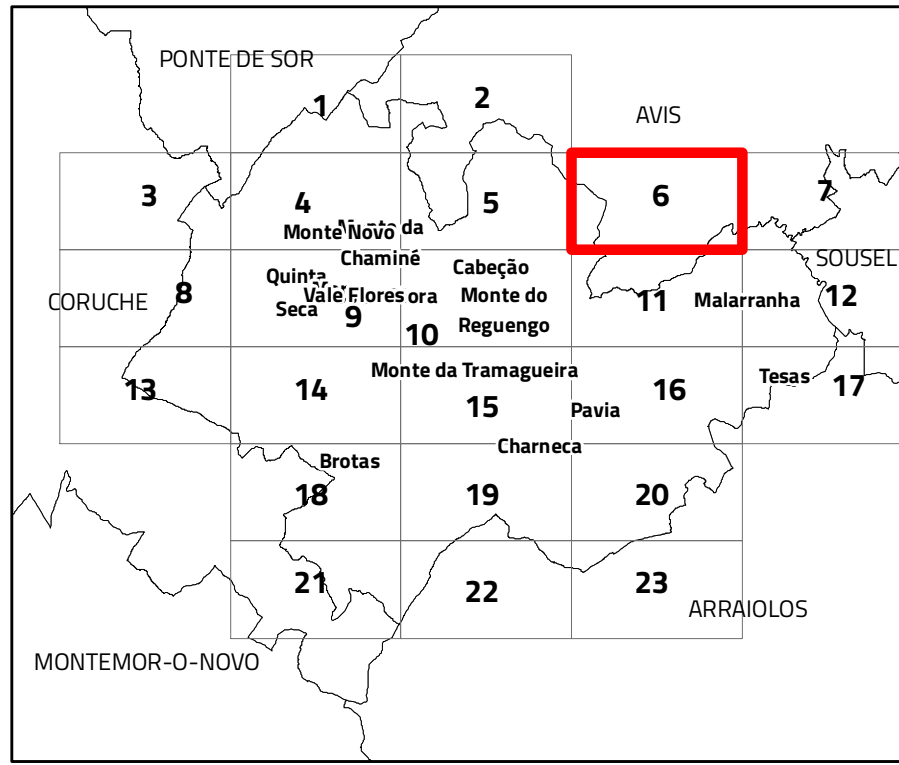 PONTE DE SOR
1
2
AVIS
3
4
5
6
7
Monte Novo
da
Chaminé
Cabeção
SOUSEL
Quinta
Vale Flores
ora
Monte do
CORUCHE
8
Seca
9
10
Reguengo
11
Malarranha
12
Monte da Tramagueira
Tesas
13
14
15
Pavia
16
17
Charneca
Brotas
18
19
20
21
22
23
ARRAIOLOS
MONTEMOR-O-NOVO